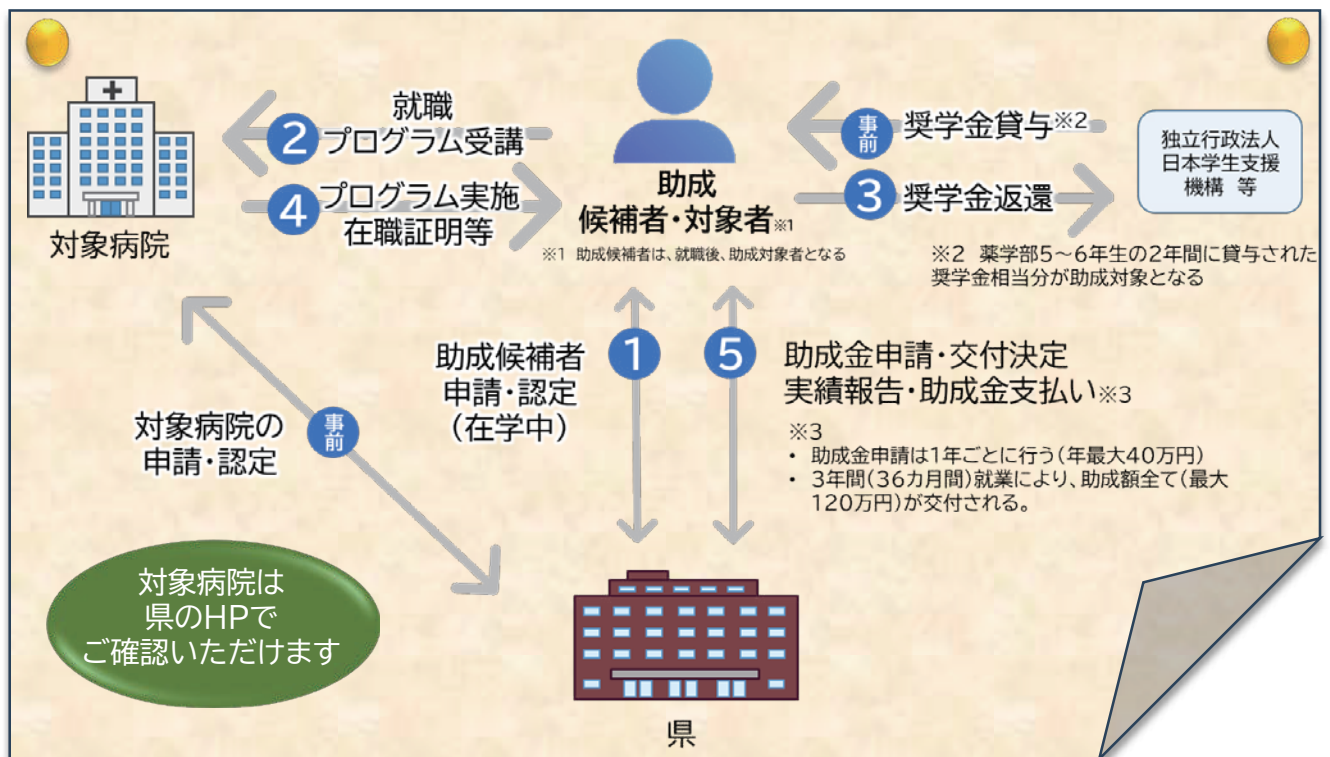 就職
2 プログラム受講
4 プログラム実施
在職証明等
対象病院
助成
候補者・対象者※1
※1 助成候補者は、就職後、助成対象者となる
事前 奨学金貸与※2
3 奨学金返還
独立行政法人
日本学生支援
機構 等
※2 薬学部5~6年生の2年間に貸与された
奨学金相当分が助成対象となる
助成候補者
申請・認定
(在学中)
1
5
助成金申請・交付決定
実績報告・助成金支払い※3
※3
• 助成金申請は1年ごとに行う(年最大40万円)
• 3年間(36カ月間)就業により、助成額全て(最大
120万円)が交付される。
対象病院の
申請・認定
事前
対象病院は
県のHPで
ご確認いただけます
県